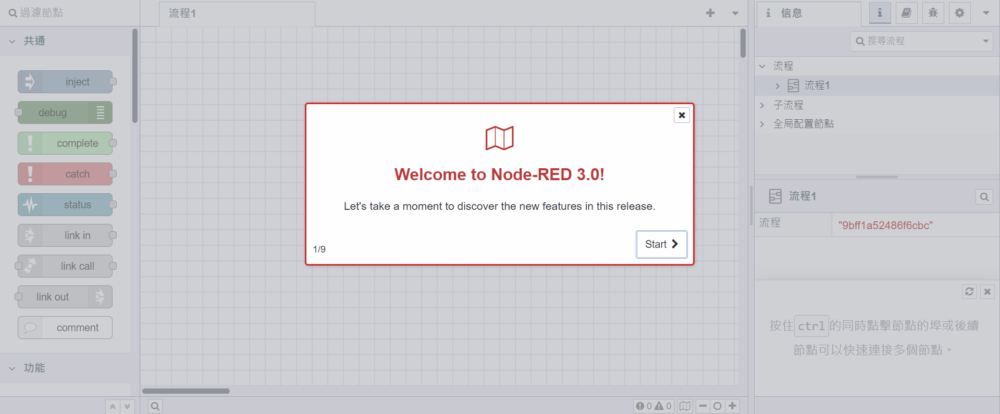 過濾節點
共通
inject
debug
complete
catch
status
link in
link call
link out
comment
功能
流程1
Welcome to Node-RED 3.0!
Let's take a moment to discover the new features in this release.
1/9
Start
0 0
信息
搜尋流程
流程
流程1
子流程
全局配置節點
流程1
流程 "9bff1a52486f6cbc"
按住 ctrl 的同時點擊節點的埠或後續
節點可以快速連接多個節點。